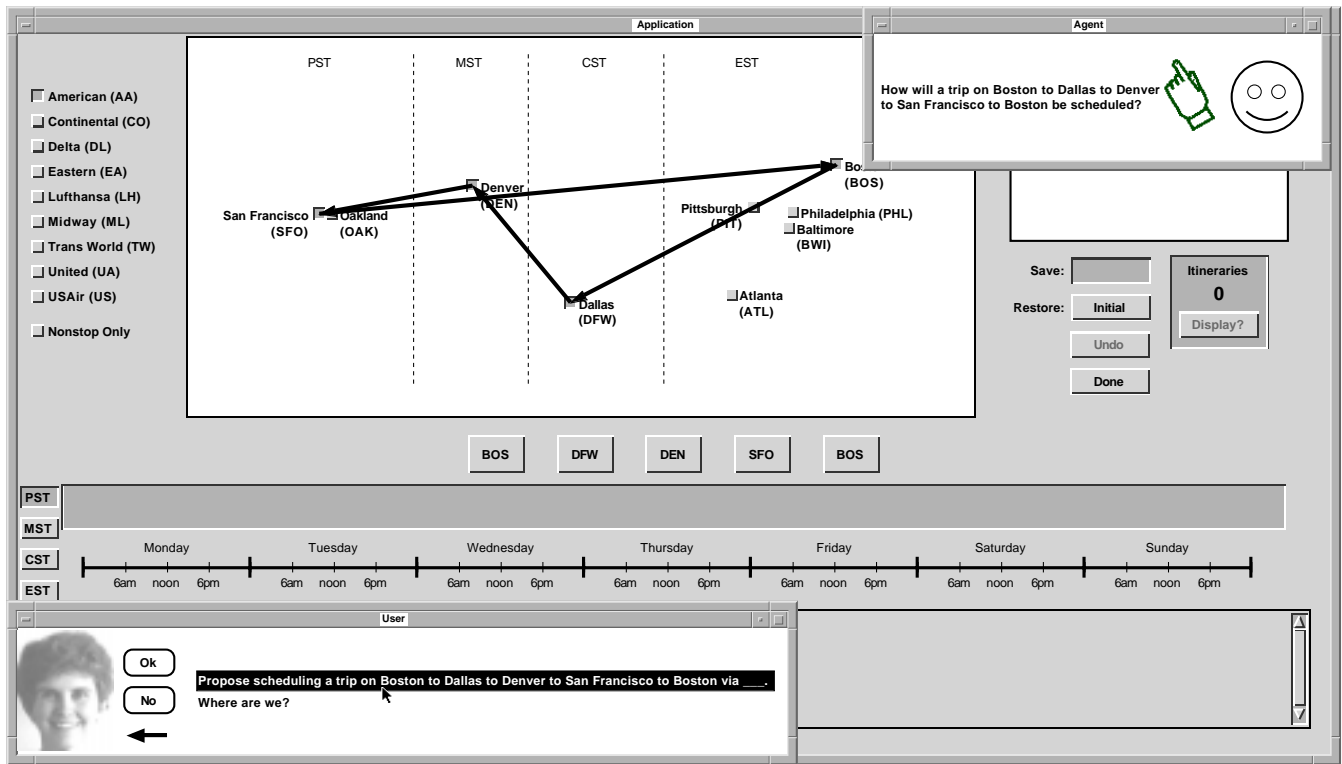 Application
Agent
How will a trip on Boston to Dallas to Denver
to San Francisco to Boston be scheduled?
PST
MST
CST
EST
American (AA)
Continental (CO)
Delta (DL)
Eastern (EA)
Lufthansa (LH)
Midway (ML)
Trans World (TW)
United (UA)
USAir (US)
Nonstop Only
Bos
(BOS)
Denver
(DEN)
San Francisco
(SFO)
Oakland
(OAK)
Pittsburgh
(PIT)
Philadelphia (PHL)
Baltimore
(BWI)
Dallas
(DFW)
Atlanta
(ATL)
Save:
Restore:
Initial
Undo
Done
Itineraries
0
Display?
BOS
DFW
DEN
SFO
BOS
PST
MST
CST
EST
Monday
Tuesday
Wednesday
Thursday
Friday
Saturday
Sunday
6am noon 6pm
6am noon 6pm
6am noon 6pm
6am noon 6pm
6am noon 6pm
6am noon 6pm
6am noon 6pm
User
Ok
No
Propose scheduling a trip on Boston to Dallas to Denver to San Francisco to Boston via ___.
Where are we?